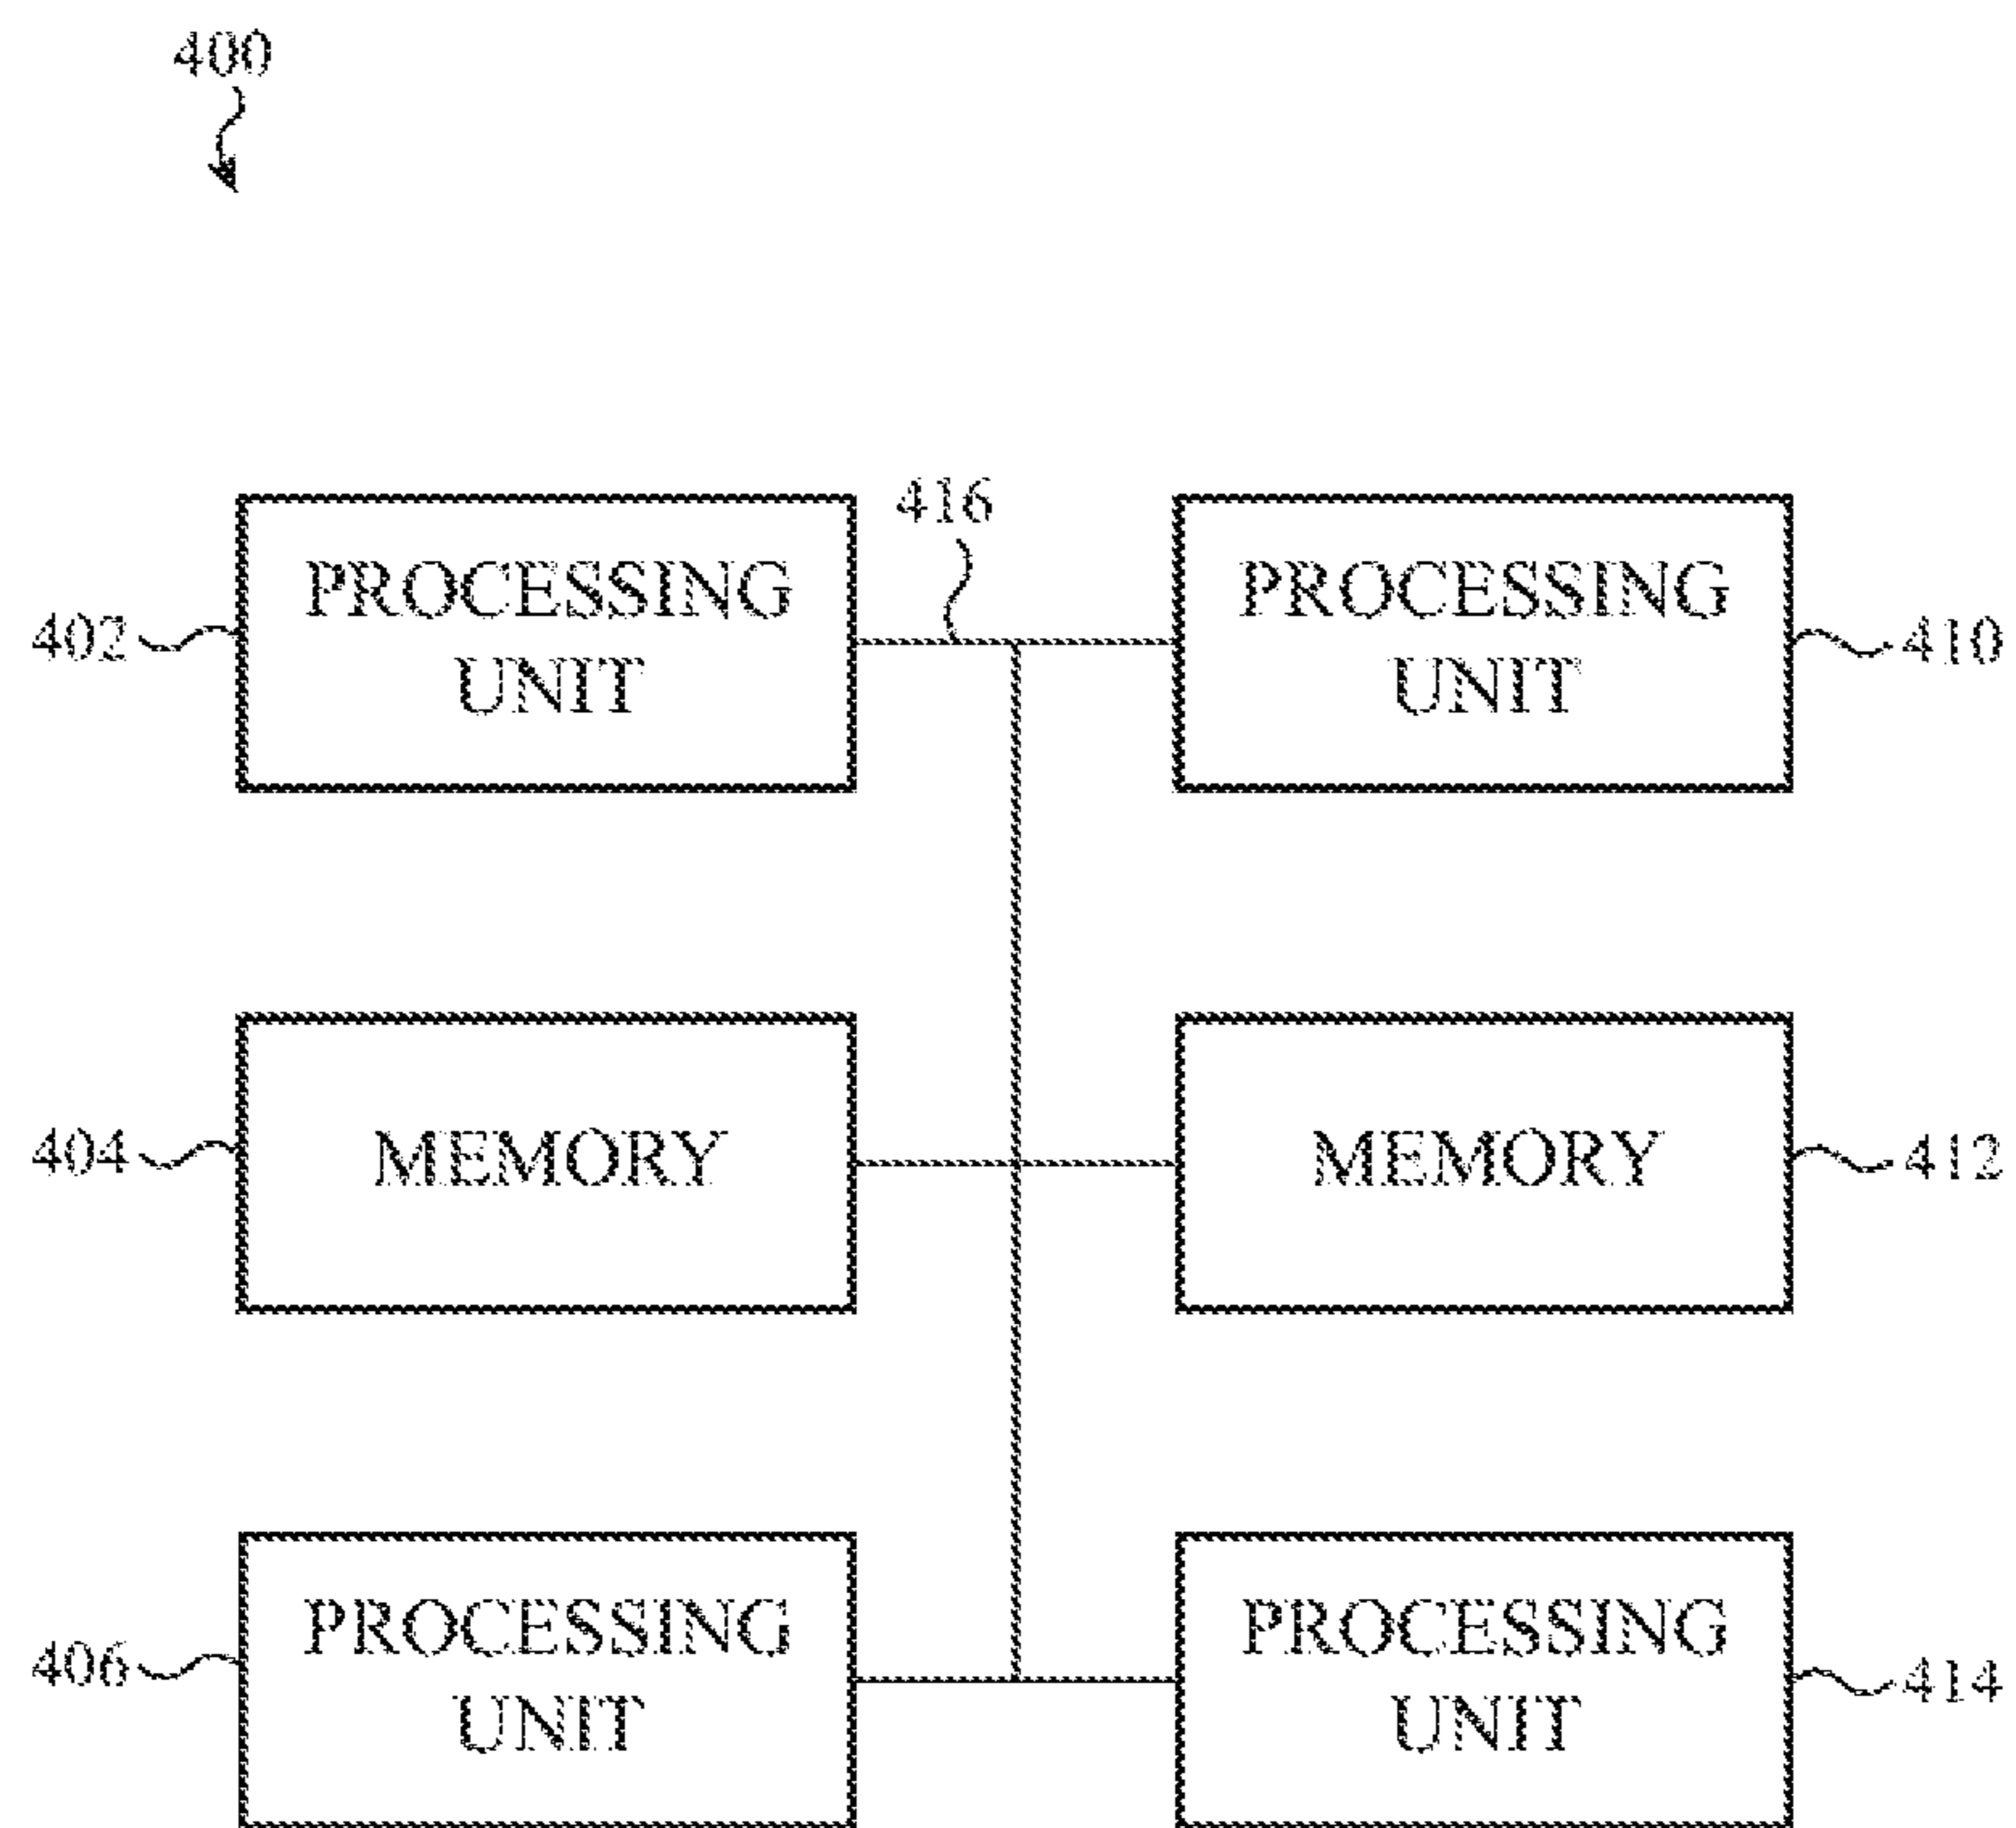 400
416
PROCESSING
UNIT
402
PROCESSING
UNIT
410
MEMORY
404
MEMORY
412
PROCESSING
UNIT
406
PROCESSING
UNIT
414